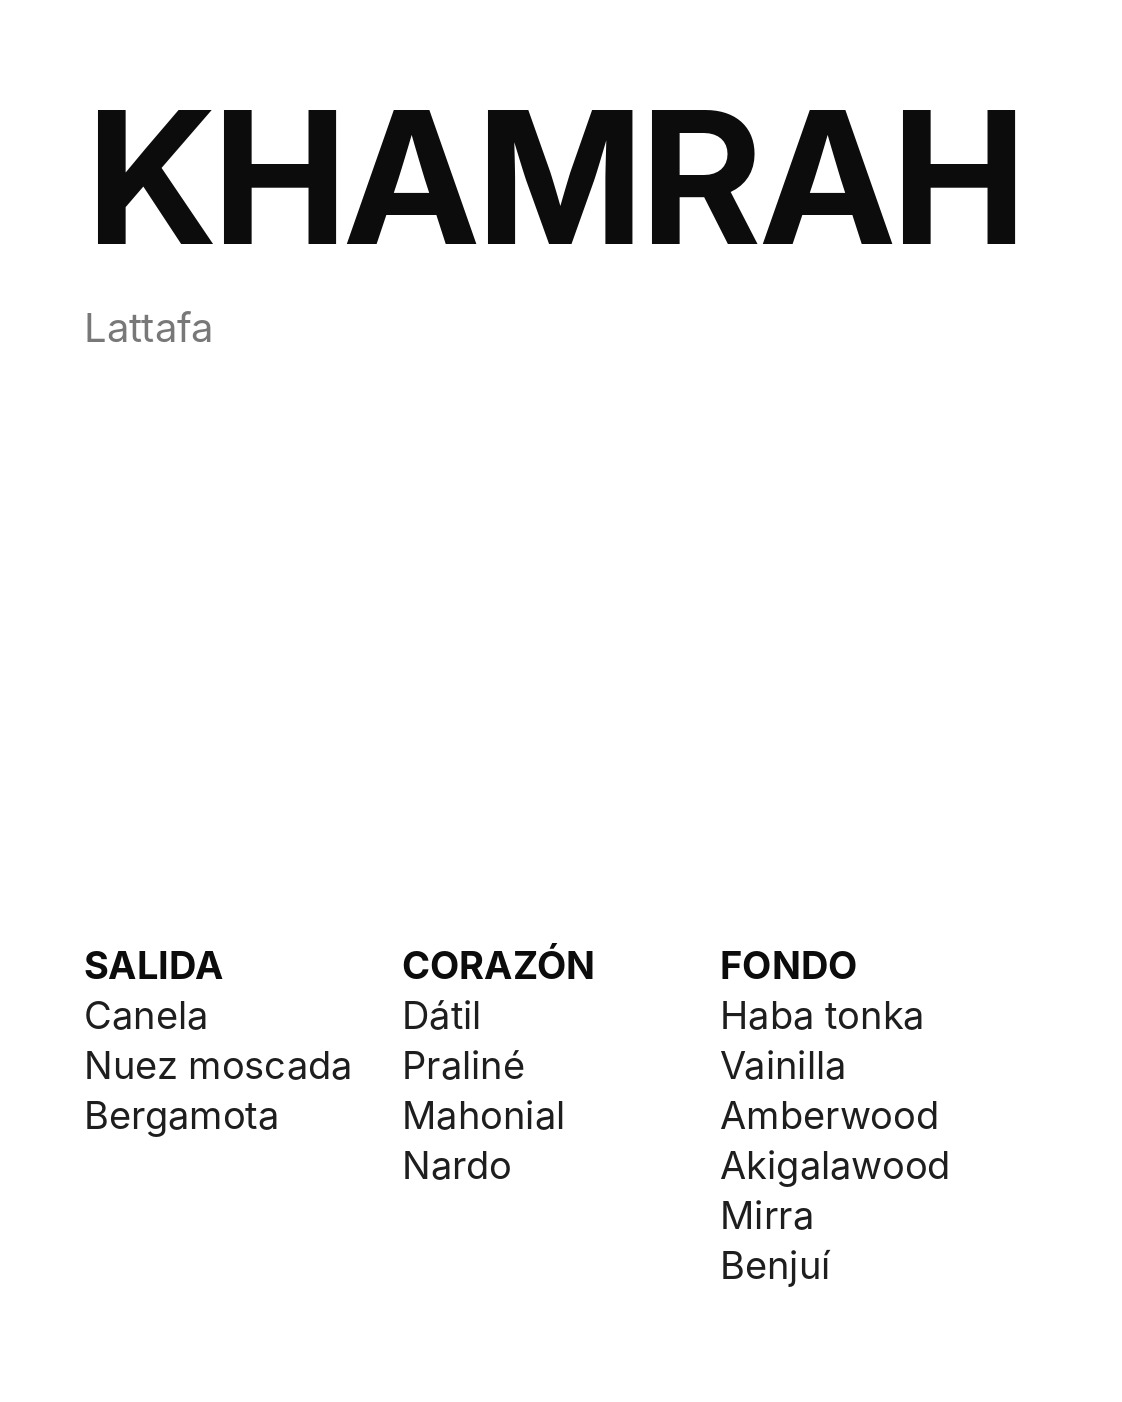 KHAMRAH
Lattafa
SALIDA
Canela
Nuez moscada
Bergamota
CORAZÓN
Dátil
Praliné
Mahonial
Nardo
FONDO
Haba tonka
Vainilla
Amberwood
Akigalawood
Mirra
Benjuí